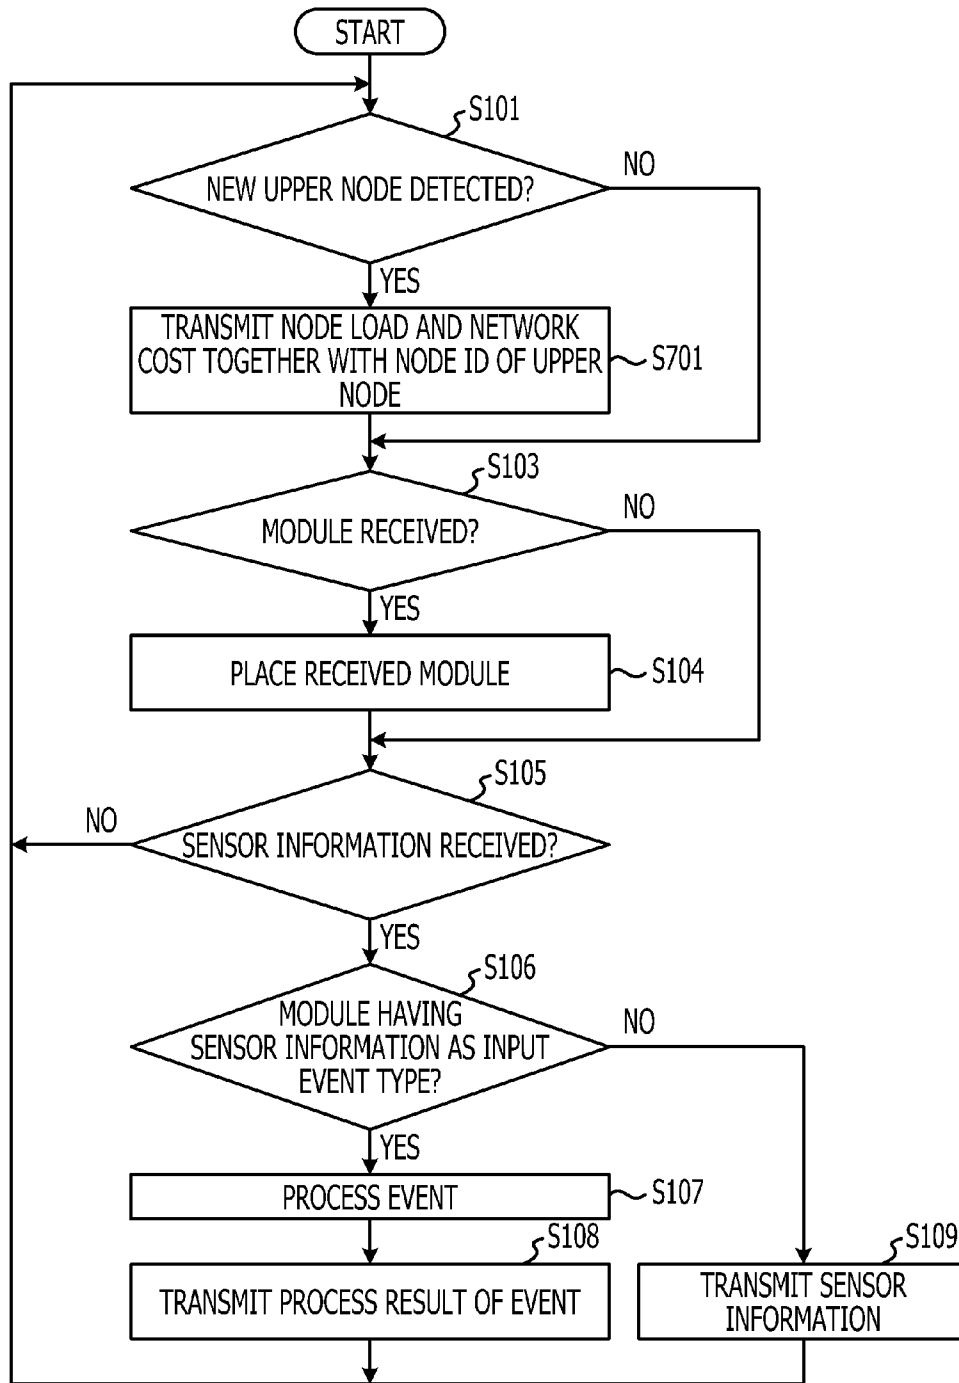 START
S101
NO
NEW UPPER NODE DETECTED?
YES
TRANSMIT NODE LOAD AND NETWORK
COST TOGETHER WITH NODE ID OF UPPER
NODE
S701
S103
NO
MODULE RECEIVED?
YES
PLACE RECEIVED MODULE
S104
S105
NO
SENSOR INFORMATION RECEIVED?
YES
S106
MODULE HAVING
SENSOR INFORMATION AS INPUT
EVENT TYPE?
NO
YES
PROCESS EVENT
S107
S108
TRANSMIT PROCESS RESULT OF EVENT
S109
TRANSMIT SENSOR
INFORMATION